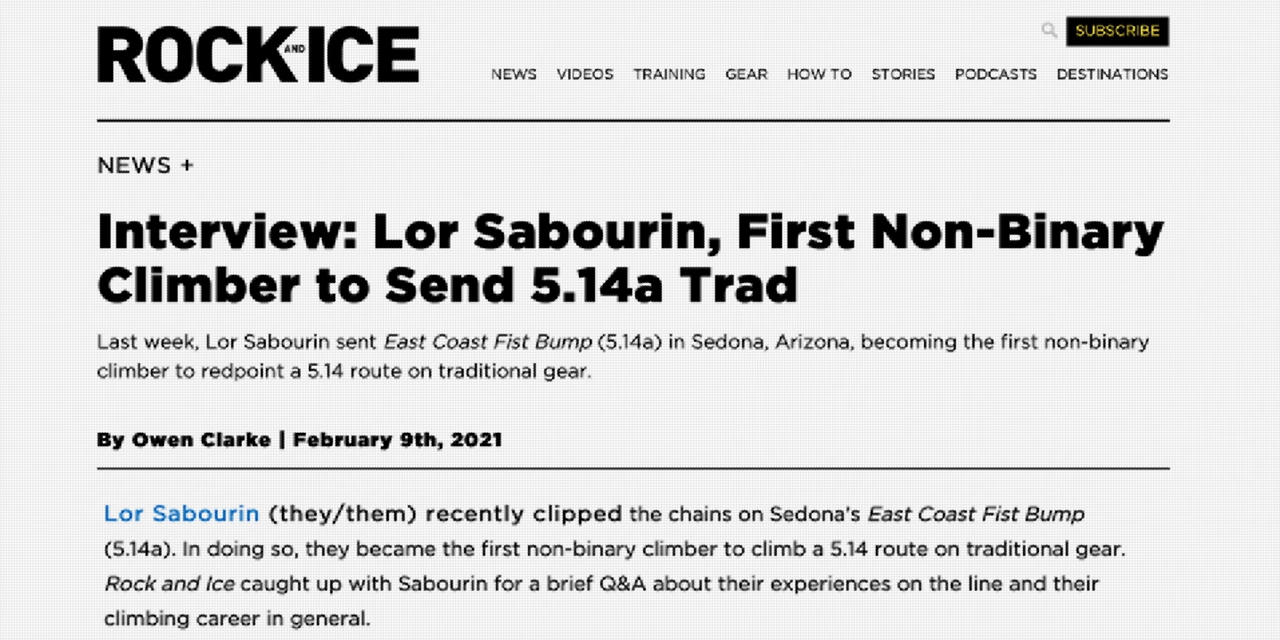 ROCK AND ICE
SUBSCRIBE
NEWS VIDEOS TRAINING GEAR HOW TO STORIES PODCASTS DESTINATIONS
NEWS +
Interview: Lor Sabourin, First Non-Binary
Climber to Send 5.14a Trad
Last week, Lor Sabourin sent East Coast Fist Bump (5.14a) in Sedona, Arizona, becoming the first non-binary
climber to redpoint a 5.14 route on traditional gear.
By Owen Clarke | February 9th, 2021
Lor Sabourin (they/them) recently clipped the chains on Sedona's East Coast Fist Bump
(5.14a). In doing so, they became the first non-binary climber to climb a 5.14 route on traditional gear.
Rock and Ice caught up with Sabourin for a brief Q&A about their experiences on the line and their
climbing career in general.